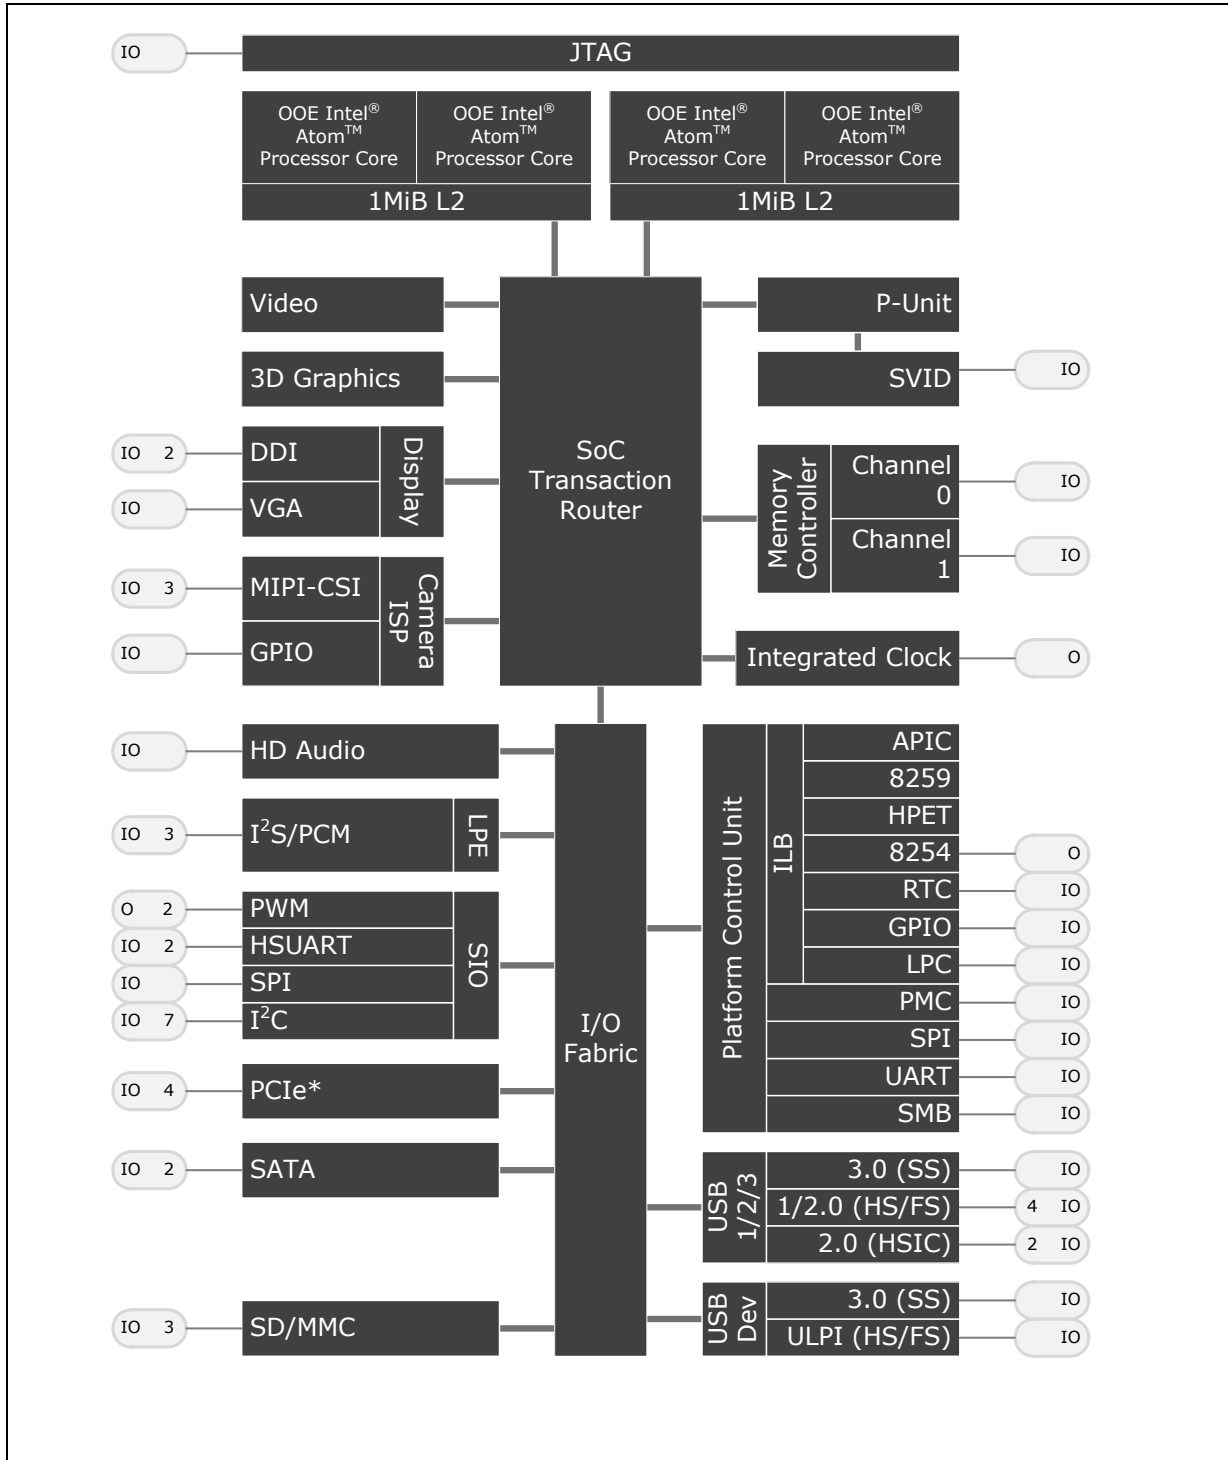 IO
JTAG
OOE Intel®
Atom™
Processor Core
OOE Intel®
Atom™
Processor Core
1MiB L2
OOE Intel®
Atom™
Processor Core
OOE Intel®
Atom™
Processor Core
1MiB L2
Video
3D Graphics
IO 2
DDI
IO
VGA
Display
IO 3
MIPI-CSI
IO
GPIO
Camera
ISP
SoC
Transaction
Router
P-Unit
SVID
IO
Memory
Controller
Channel
0
IO
Channel
1
IO
Integrated Clock
O
IO
HD Audio
IO 3
I²S/PCM
LPE
O 2
PWM
IO 2
HSUART
IO
SPI
IO 7
I²C
SIO
IO 4
PCIe*
IO 2
SATA
IO 3
SD/MMC
I/O
Fabric
Platform Control Unit
ILB
APIC
8259
HPET
8254
O
RTC
IO
GPIO
IO
LPC
IO
PMC
IO
SPI
IO
UART
IO
SMB
IO
USB
1/2/3
3.0 (SS)
IO
1/2.0 (HS/FS)
4 IO
2.0 (HSIC)
2 IO
USB
Dev
3.0 (SS)
IO
ULPI (HS/FS)
IO